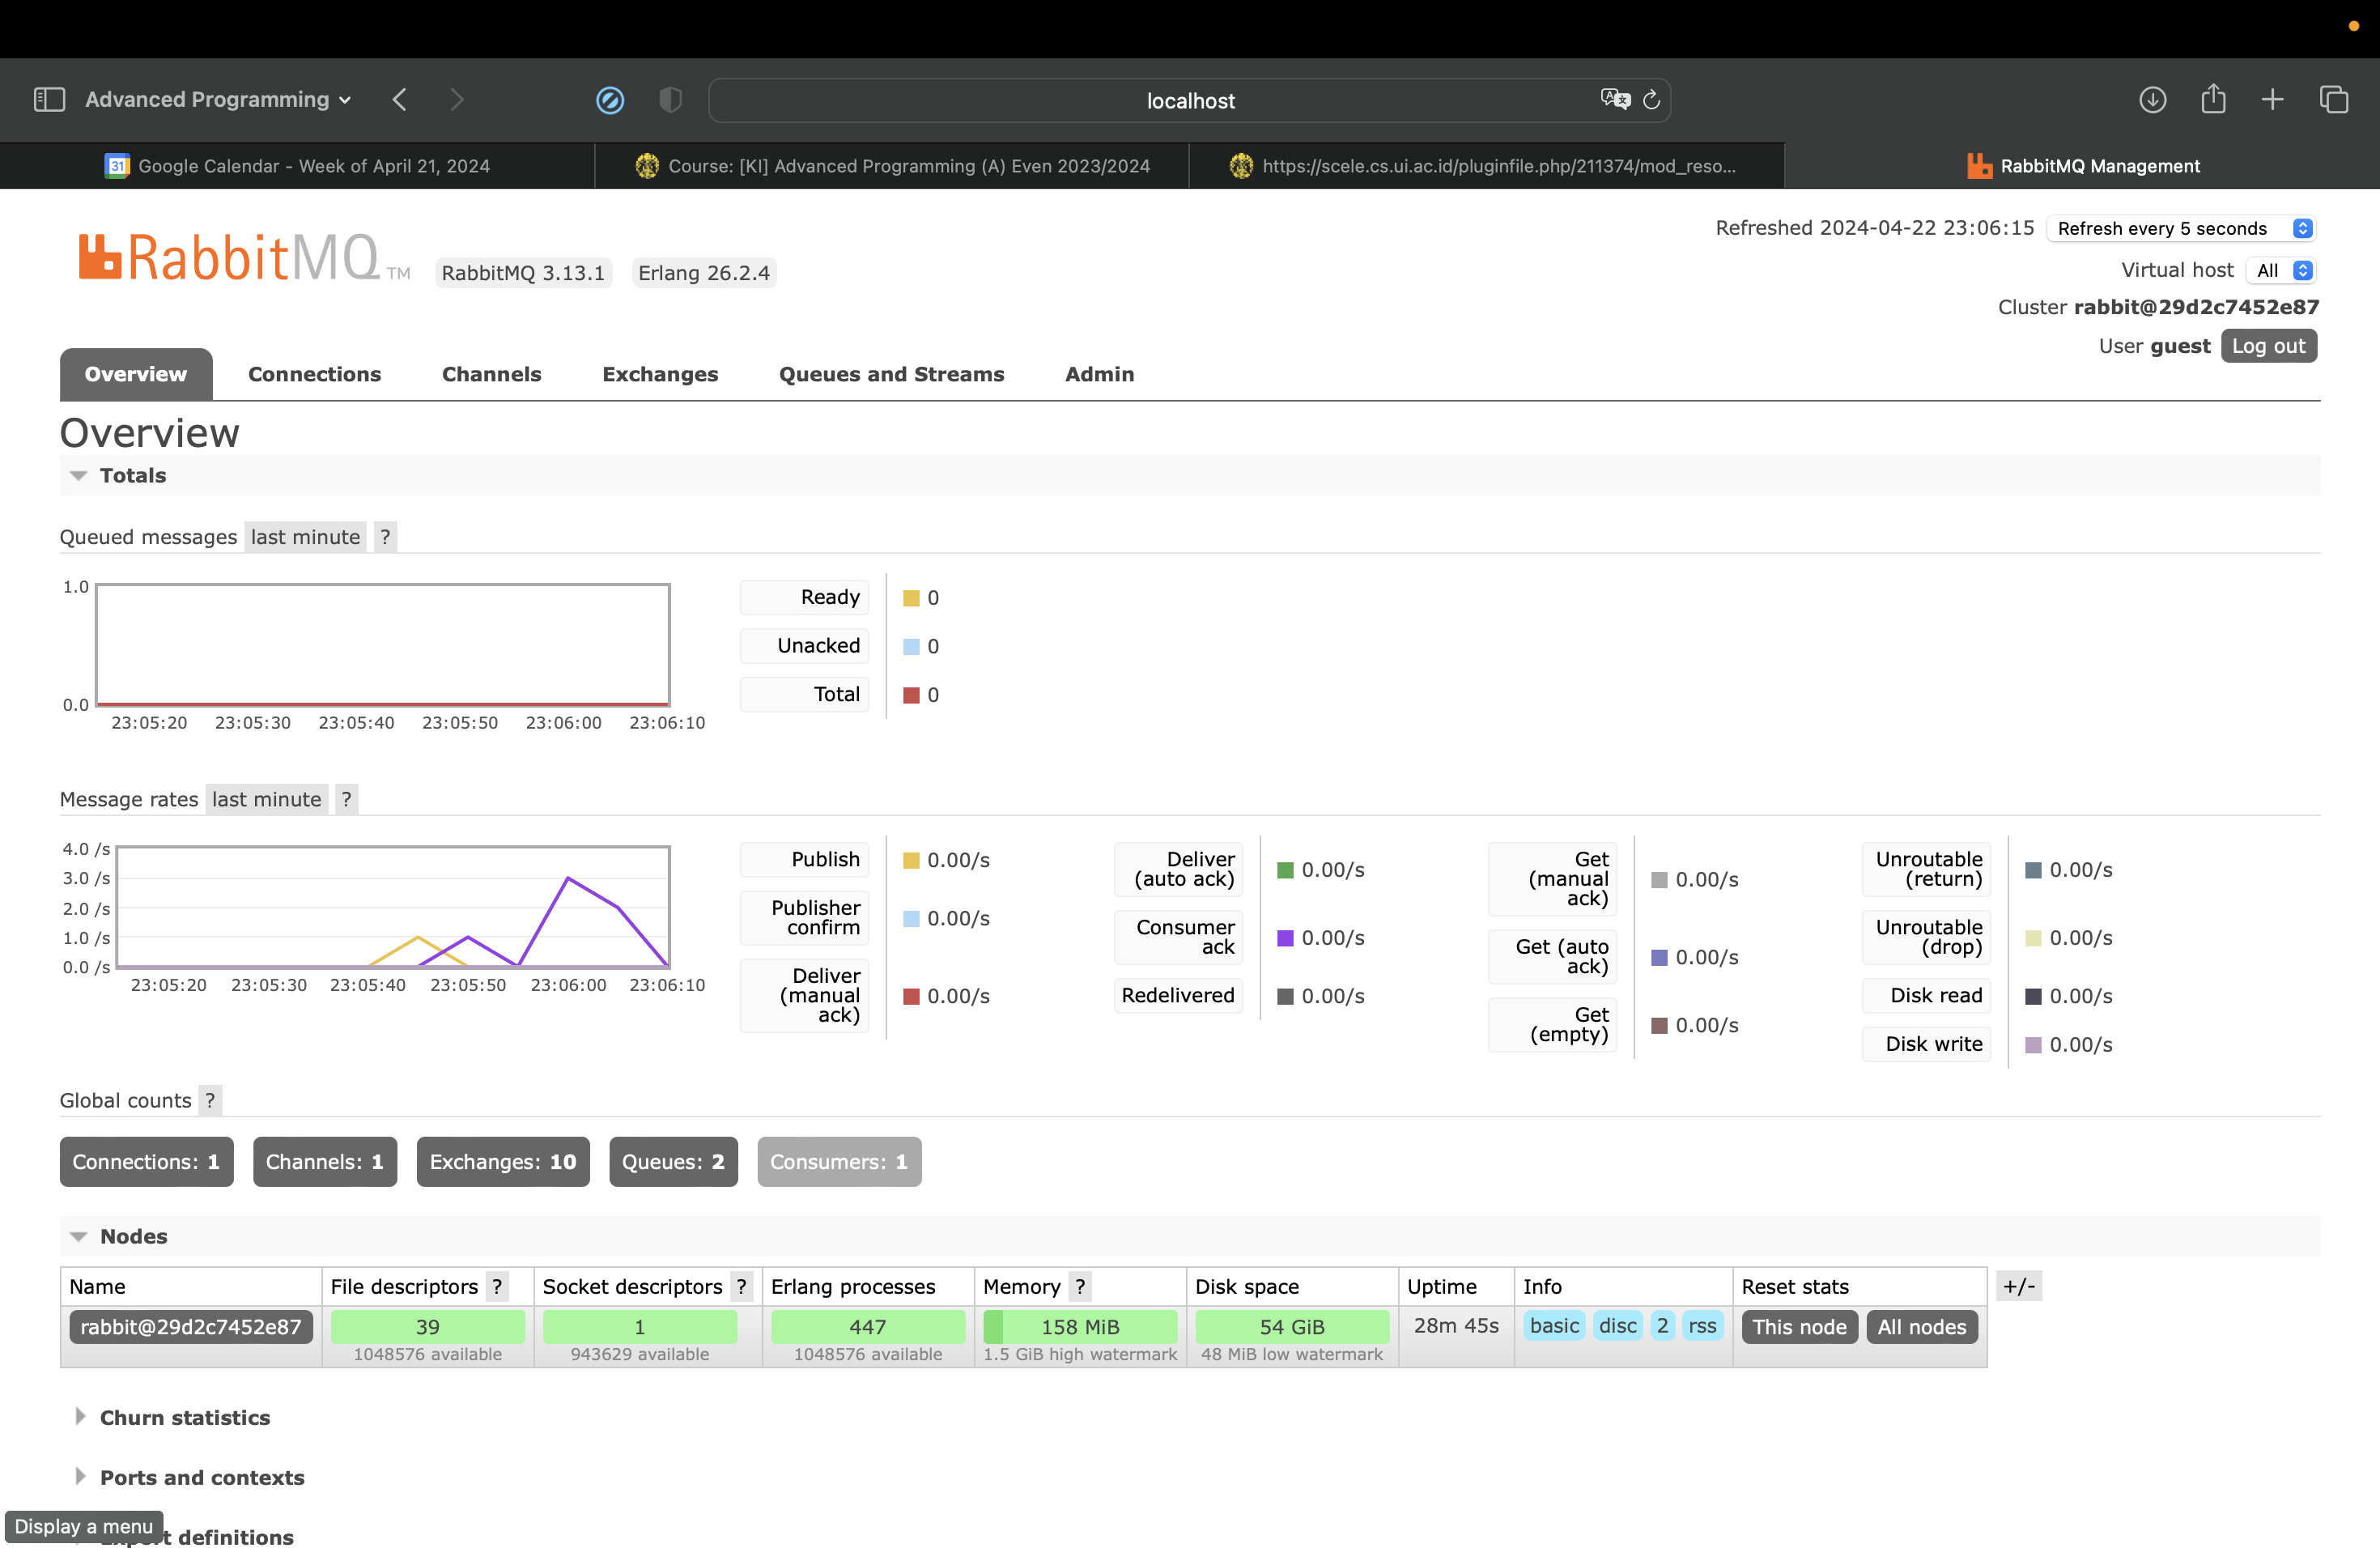 Advanced Programming
localhost
31 Google Calendar - Week of April 21, 2024
Course: [KI] Advanced Programming (A) Even 2023/2024
https://scele.cs.ui.ac.id/pluginfile.php/211374/mod_reso...
RabbitMQ Management
RabbitMQ TM
RabbitMQ 3.13.1
Erlang 26.2.4
Refreshed 2024-04-22 23:06:15
Refresh every 5 seconds
Virtual host All
Cluster rabbit@29d2c7452e87
User guest Log out
Overview
Connections
Channels
Exchanges
Queues and Streams
Admin
Overview
Totals
Queued messages last minute ?
1.0
0.0
23:05:20 23:05:30 23:05:40 23:05:50 23:06:00 23:06:10
Ready 0
Unacked 0
Total 0
Message rates last minute ?
4.0 /s
3.0 /s
2.0 /s
1.0 /s
0.0 /s
23:05:20 23:05:30 23:05:40 23:05:50 23:06:00 23:06:10
Publish 0.00/s
Publisher
confirm 0.00/s
Deliver
(manual 0.00/s
ack)
Deliver
(auto ack) 0.00/s
Consumer
ack 0.00/s
Redelivered 0.00/s
Get
(manual 0.00/s
ack)
Get (auto
ack) 0.00/s
Get
(empty) 0.00/s
Unroutable
(return) 0.00/s
Unroutable
(drop) 0.00/s
Disk read 0.00/s
Disk write 0.00/s
Global counts ?
Connections: 1 Channels: 1 Exchanges: 10 Queues: 2 Consumers: 1
Nodes
Name File descriptors ? Socket descriptors ? Erlang processes Memory ? Disk space Uptime Info Reset stats +/-
rabbit@29d2c7452e87 39 1 447 158 MiB 54 GiB 28m 45s basic disc 2 rss This node All nodes
1048576 available 943629 available 1048576 available 1.5 GiB high watermark 48 MiB low watermark
Churn statistics
Ports and contexts
Display a menu
definitions